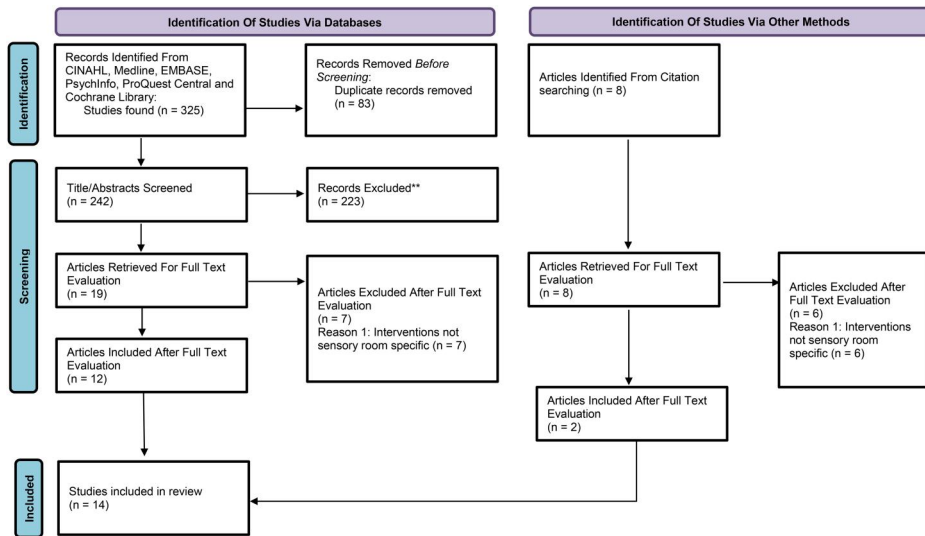 Identification Of Studies Via Databases
Identification Of Studies Via Other Methods
Identification
Records Identified From
CINAHL, Medline, EMBASE,
PsychInfo, ProQuest Central and
Cochrane Library:
Studies found (n = 325)
Records Removed Before
Screening:
Duplicate records removed
(n = 83)
Articles Identified From Citation
searching (n = 8)
Screening
Title/Abstracts Screened
(n = 242)
Records Excluded**
(n = 223)
Articles Retrieved For Full Text
Evaluation
(n = 19)
Articles Excluded After Full Text
Evaluation
(n = 7)
Reason 1: Interventions not
sensory room specific (n = 7)
Articles Retrieved For Full Text
Evaluation
(n = 8)
Articles Excluded After
Full Text Evaluation
(n = 6)
Reason 1: Interventions
not sensory room
specific (n = 6)
Articles Included After Full Text
Evaluation
(n = 12)
Articles Included After Full Text
Evaluation
(n = 2)
Included
Studies included in review
(n = 14)